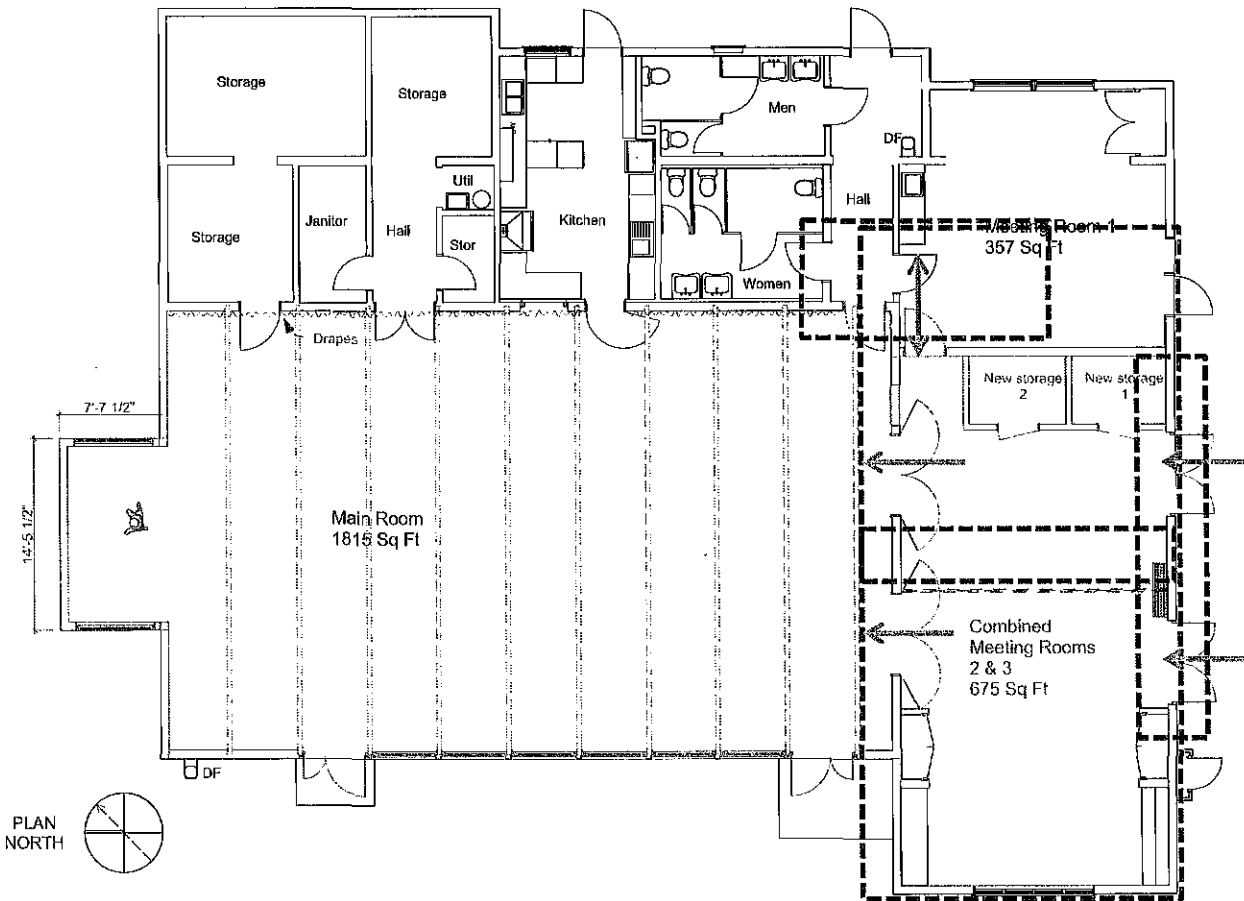 Storage
Storage
Men
DF
Util
Janitor
Hall
Storage
Stor
Kitchen
Hall
Women
Meeting Room 1
357 Sq Ft
Drapes
New storage
2
New storage
1
7'-7 1/2"
14'-5 1/2"
Main Room
1815 Sq Ft
Combined
Meeting Rooms
2 & 3
675 Sq Ft
DF
PLAN
NORTH